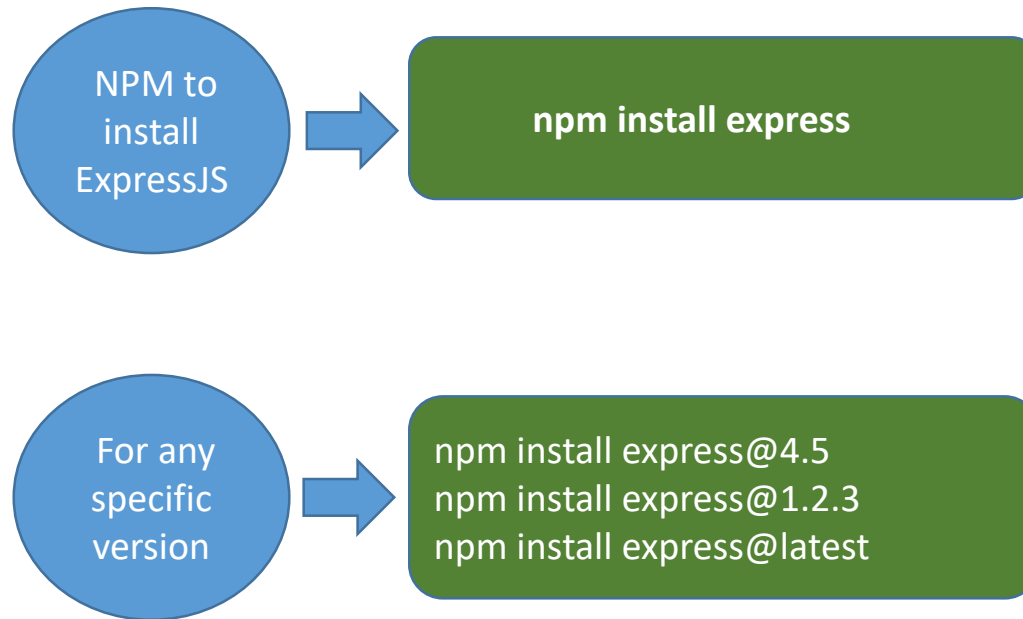 NPM to
install
ExpressJS
npm install express
For any
specific
version
npm install express@4.5
npm install express@1.2.3
npm install express@latest